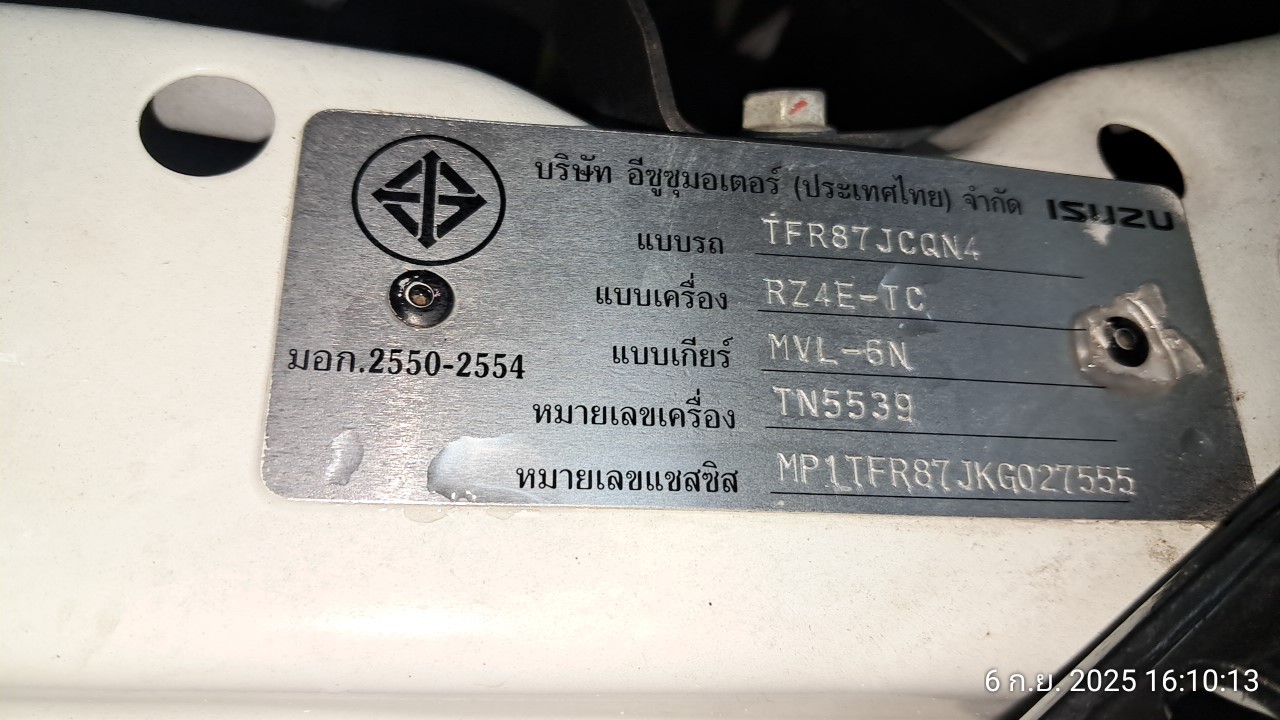 บริษัท อีซูซุมอเตอร์ (ประเทศไทย) จำกัด ISUZU
แบบรถ TFR87JCQN4
แบบเครื่อง RZ4E-TC
แบบเกียร์ MVL-6N
มอก.2550-2554
หมายเลขเครื่อง TN5539
หมายเลขแชสซิส MP1TFR87JKG027555
6 ก.ย. 2025 16:10:13